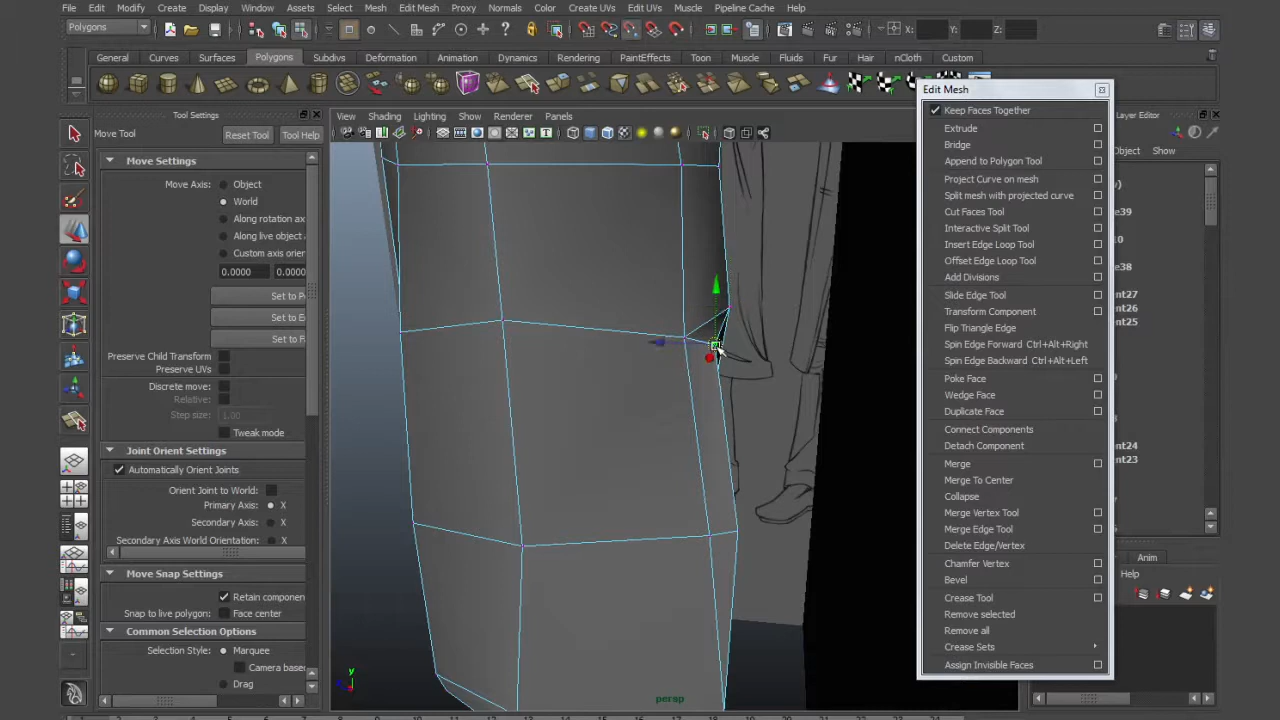 File Edit Modify Create Display Window Assets Select Mesh Edit Mesh Proxy Normals Color Create UVs Edit UVs Muscle Pipeline Cache Help
Polygons
X:
Y:
Z:
General Curves Surfaces Polygons Subdivs Deformation Animation Dynamics Rendering PaintEffects Toon Muscle Fluids Fur Hair nCloth Custom
Tool Settings
Move Tool
Reset Tool
Tool Help
Move Settings
Move Axis:
Object
World
Along rotation ax
Along live object
Custom axis orien
0.0000
0.0000
Set to P
Set to E
Set to F
Preserve Child Transform
Preserve UVs
Discrete move:
Relative:
Step size:
1.00
Tweak mode
Joint Orient Settings
Automatically Orient Joints
Orient Joint to World:
Primary Axis:
X
Secondary Axis:
X
Secondary Axis World Orientation:
Move Snap Settings
Retain componen
Snap to live polygon:
Face center
Common Selection Options
Selection Style:
Marquee
Camera based
Drag
View Shading Lighting Show Renderer Panels
y
persp
Edit Mesh
Keep Faces Together
Extrude
Bridge
Append to Polygon Tool
Project Curve on mesh
Split mesh with projected curve
Cut Faces Tool
Interactive Split Tool
Insert Edge Loop Tool
Offset Edge Loop Tool
Add Divisions
Slide Edge Tool
Transform Component
Flip Triangle Edge
Spin Edge Forward Ctrl+Alt+Right
Spin Edge Backward Ctrl+Alt+Left
Poke Face
Wedge Face
Duplicate Face
Connect Components
Detach Component
Merge
Merge To Center
Collapse
Merge Vertex Tool
Merge Edge Tool
Delete Edge/Vertex
Chamfer Vertex
Bevel
Crease Tool
Remove selected
Remove all
Crease Sets
Assign Invisible Faces
Layer Editor
Object Show
e39
10
e38
nt27
nt26
nt25
nt24
nt23
Anim
Help